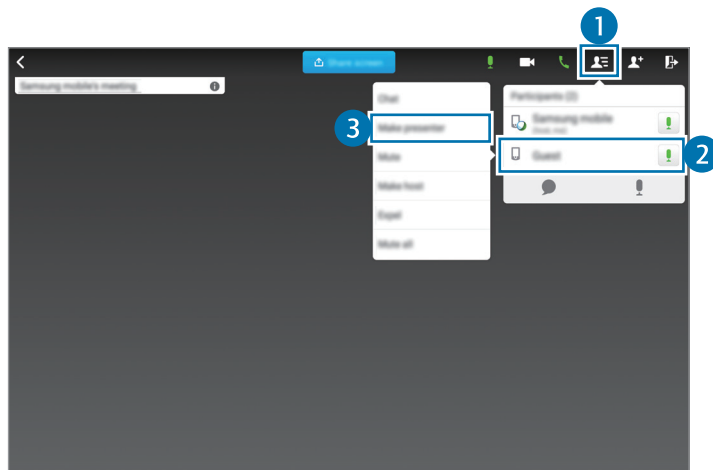 1
Share screen
Samsung mobile's meeting
Chat
Participants (2)
3
Make presenter
Samsung mobile
(host, me)
Mute
Guest
2
Make host
Expel
Mute all